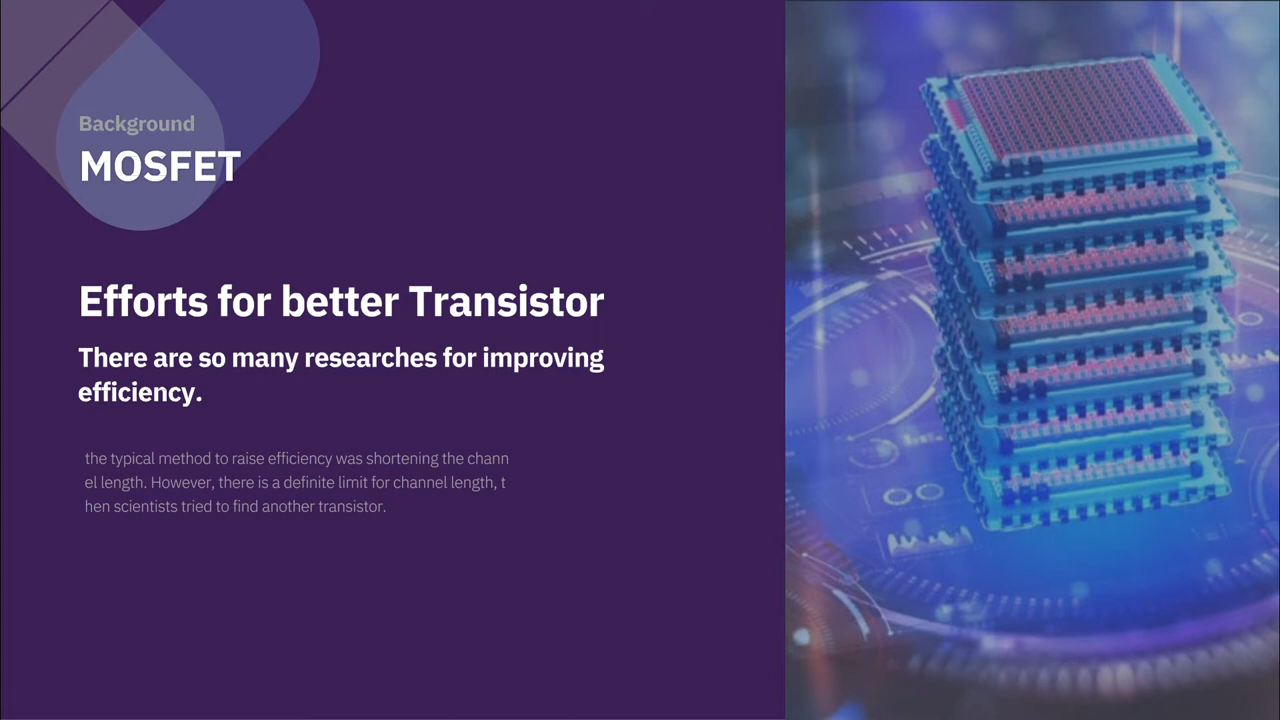 Background
MOSFET
Efforts for better Transistor
There are so many researches for improving
efficiency.
the typical method to raise efficiency was shortening the chann
el length. However, there is a definite limit for channel length, t
hen scientists tried to find another transistor.